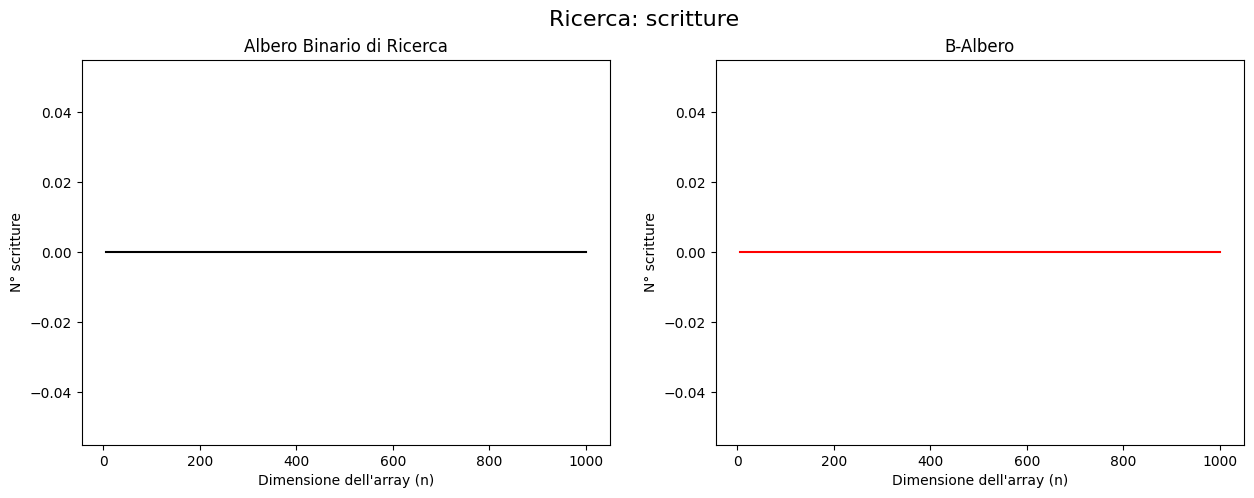 Ricerca: scritture
Albero Binario di Ricerca
N° scritture
0.04
0.02
0.00
−0.02
−0.04
0 200 400 600 800 1000
Dimensione dell'array (n)
B-Albero
N° scritture
0.04
0.02
0.00
−0.02
−0.04
0 200 400 600 800 1000
Dimensione dell'array (n)